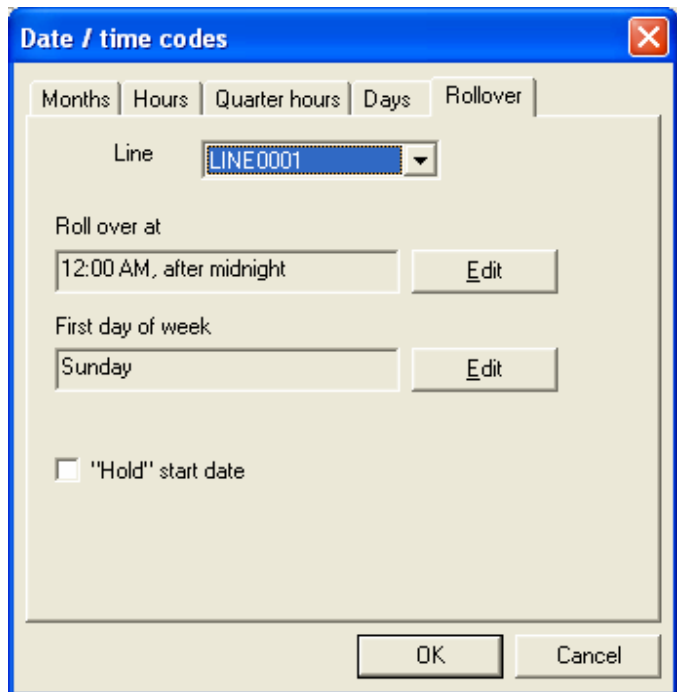 Date / time codes
Months Hours Quarter hours Days Rollover
Line LINE0001
Roll over at
12:00 AM, after midnight Edit
First day of week
Sunday Edit
"Hold" start date
OK Cancel